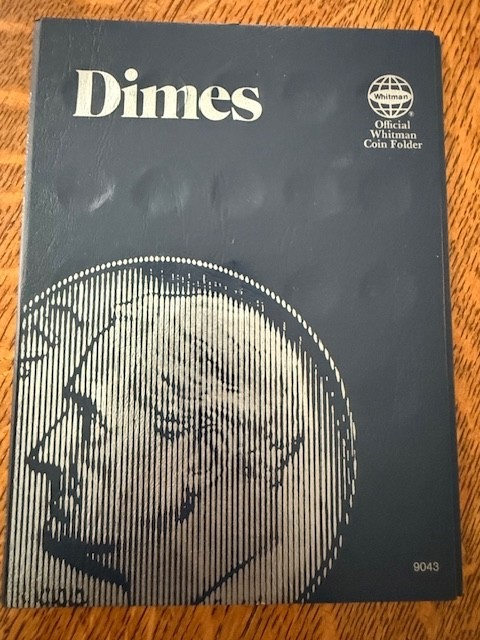 Dimes
Whitman
®
Official
Whitman
Coin Folder
9043